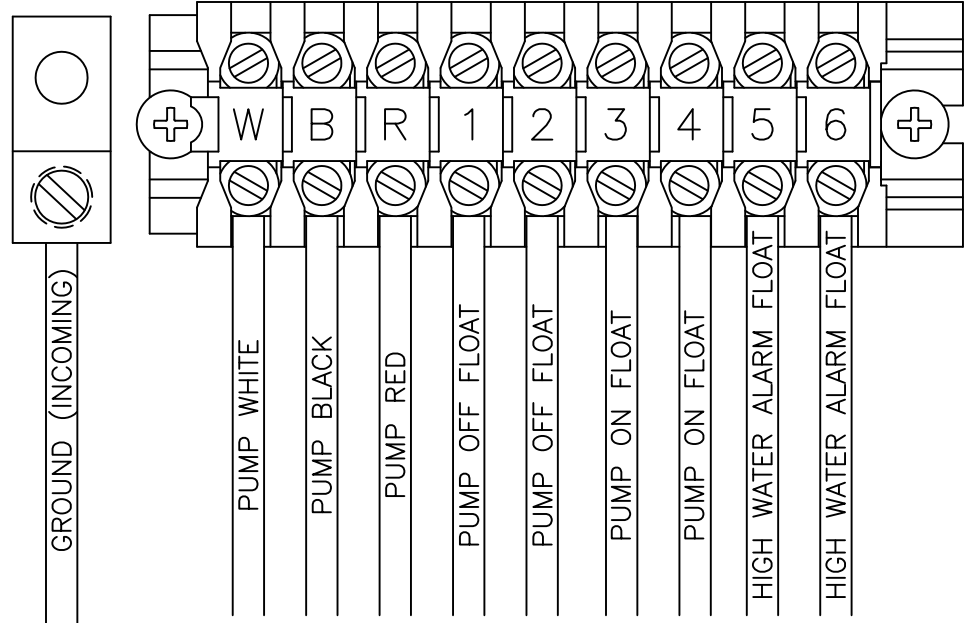 W B R 1 2 3 4 5 6
GROUND (INCOMING)
PUMP WHITE
PUMP BLACK
PUMP RED
PUMP OFF FLOAT
PUMP OFF FLOAT
PUMP ON FLOAT
PUMP ON FLOAT
HIGH WATER ALARM FLOAT
HIGH WATER ALARM FLOAT